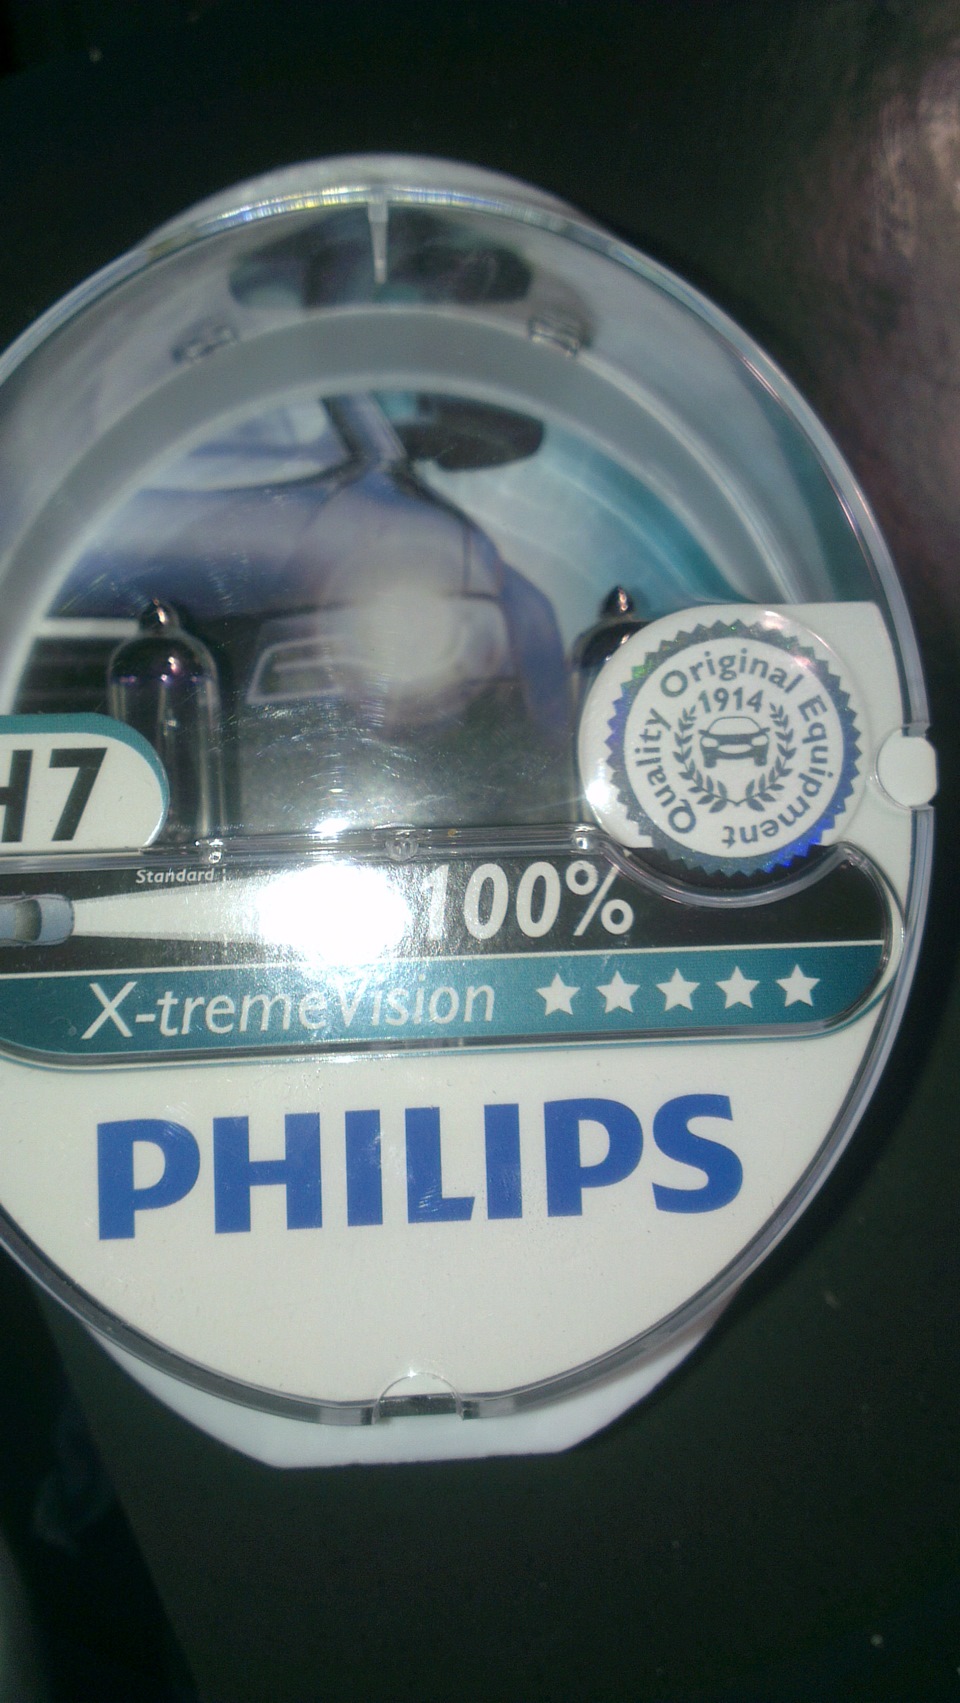 Quality Original Equipment
1914
H7
Standard
100%
X-tremeVision
PHILIPS